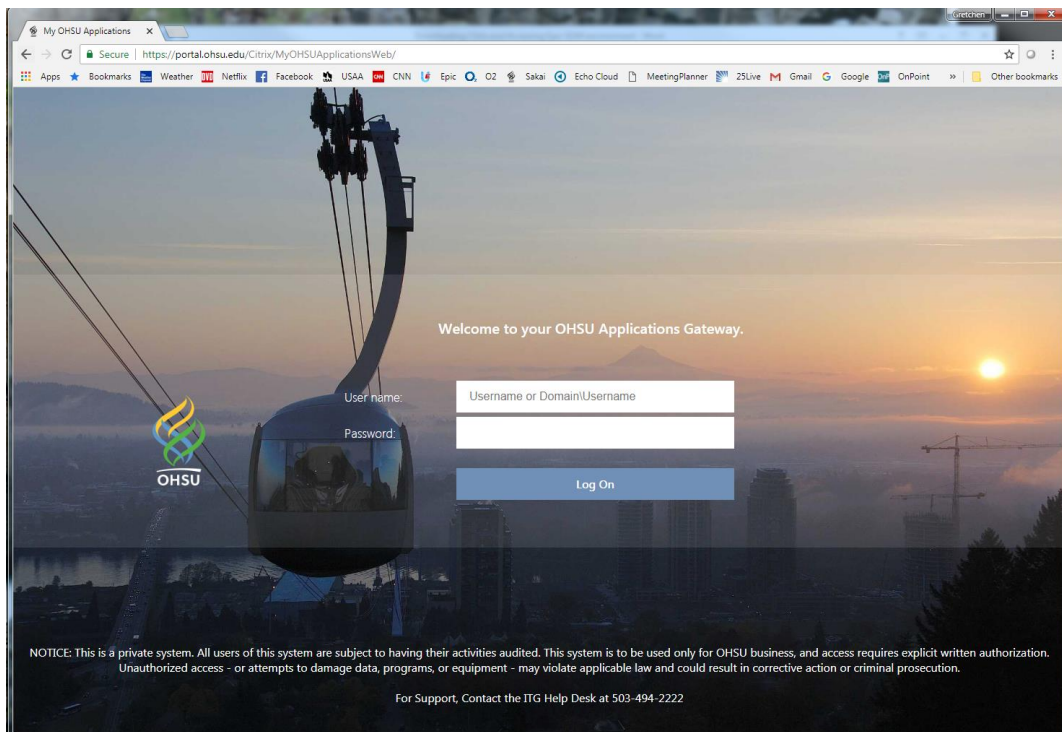 Gretchen
My OHSU Applications
Secure https://portal.ohsu.edu/Citrix/MyOHSUApplicationsWeb/
Apps Bookmarks Weather Netflix Facebook USAA CNN Epic O2 Sakai Echo Cloud MeetingPlanner 25Live Gmail Google OnPoint » Other bookmarks
Welcome to your OHSU Applications Gateway.
User name: Username or Domain\Username
Password:
OHSU
Log On
NOTICE: This is a private system. All users of this system are subject to having their activities audited. This system is to be used only for OHSU business, and access requires explicit written authorization.
Unauthorized access - or attempts to damage data, programs, or equipment - may violate applicable law and could result in corrective action or criminal prosecution.
For Support, Contact the ITG Help Desk at 503-494-2222